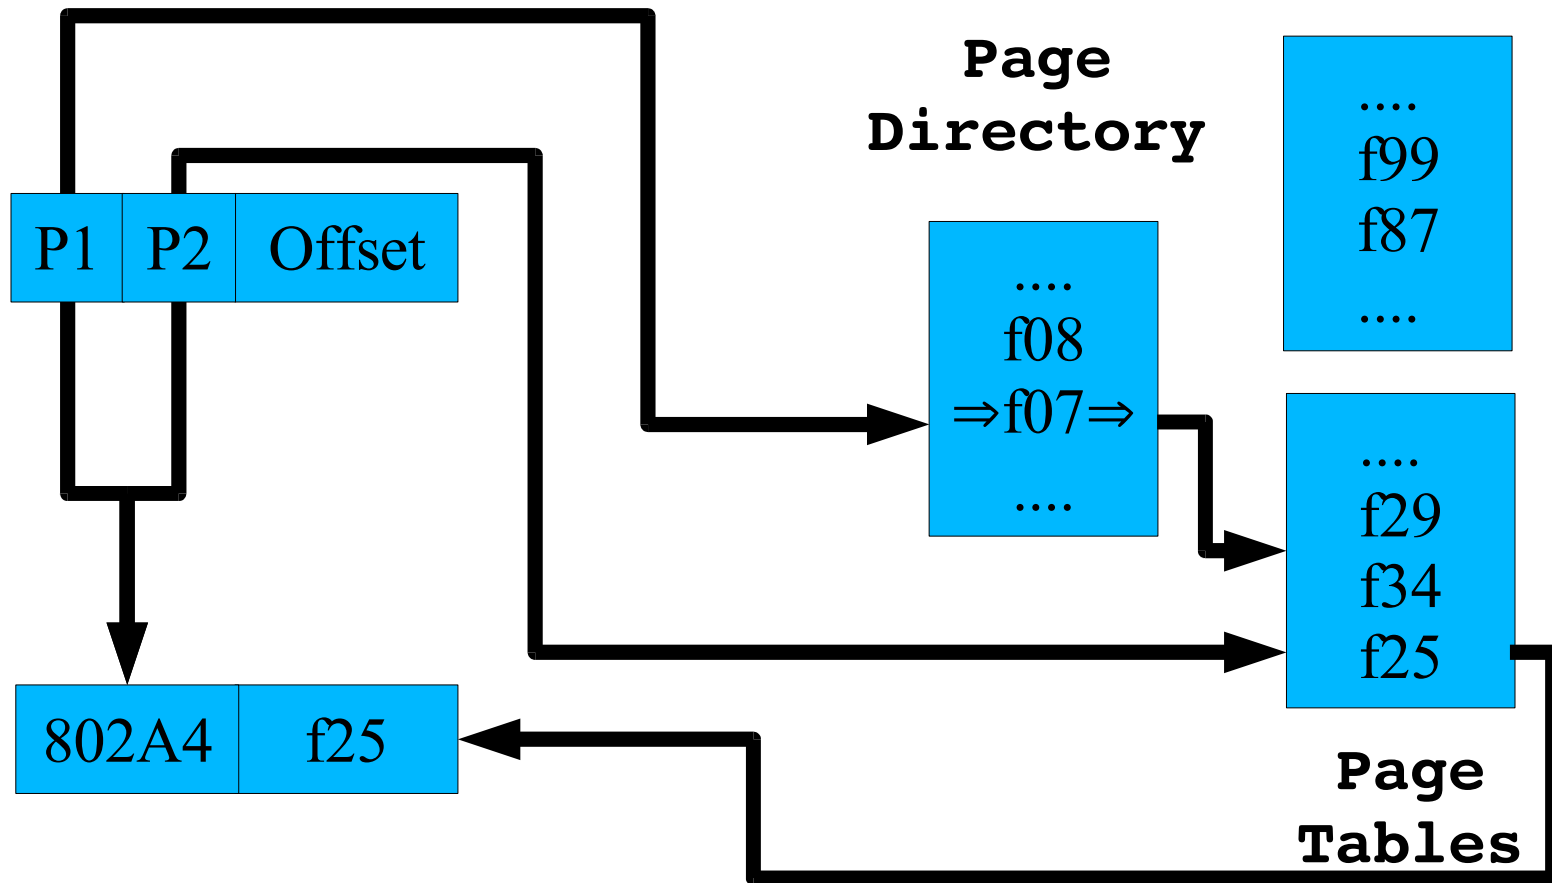 Page
Directory
....
f99
f87
....
P1 P2 Offset
....
f08
⇒f07⇒
....
....
f29
f34
f25
802A4 f25
Page
Tables